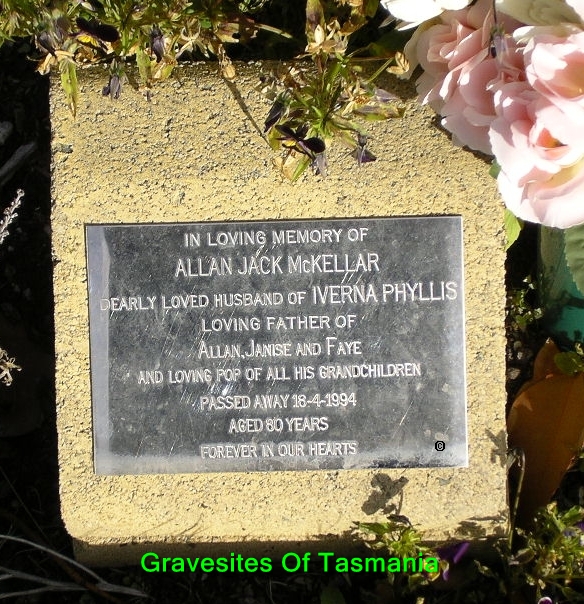 IN LOVING MEMORY OF
ALLAN JACK McKELLAR
DEARLY LOVED HUSBAND OF IVERNA PHYLLIS
LOVING FATHER OF
ALLAN, JANISE AND FAYE
AND LOVING POP OF ALL HIS GRANDCHILDREN
PASSED AWAY 18-4-1994
AGED 80 YEARS
FOREVER IN OUR HEARTS
©
Gravesites Of Tasmania